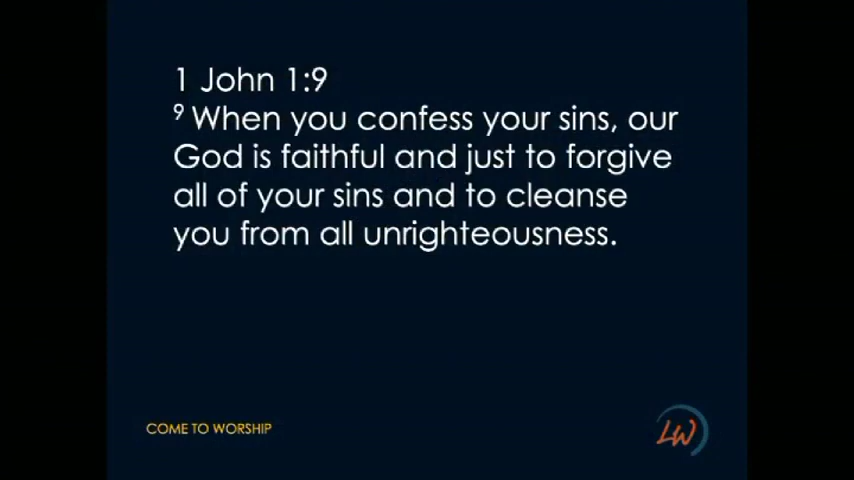 1 John 1:9
⁹ When you confess your sins, our
God is faithful and just to forgive
all of your sins and to cleanse
you from all unrighteousness.
COME TO WORSHIP
LW